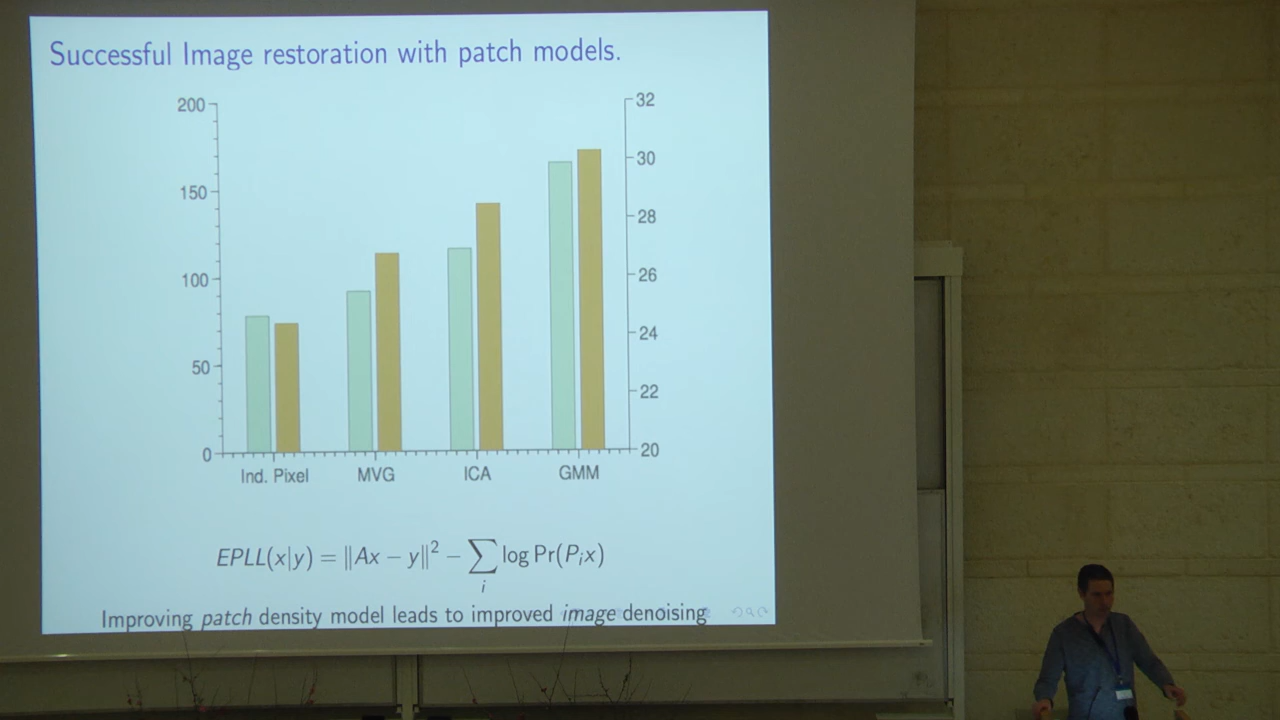 Successful Image restoration with patch models.
200
150
100
50
0
32
30
28
26
24
22
20
Ind. Pixel MVG ICA GMM
EPLL(x|y) = ||Ax − y||² − ∑ log Pr(Pᵢx)
i
Improving patch density model leads to improved image denoising